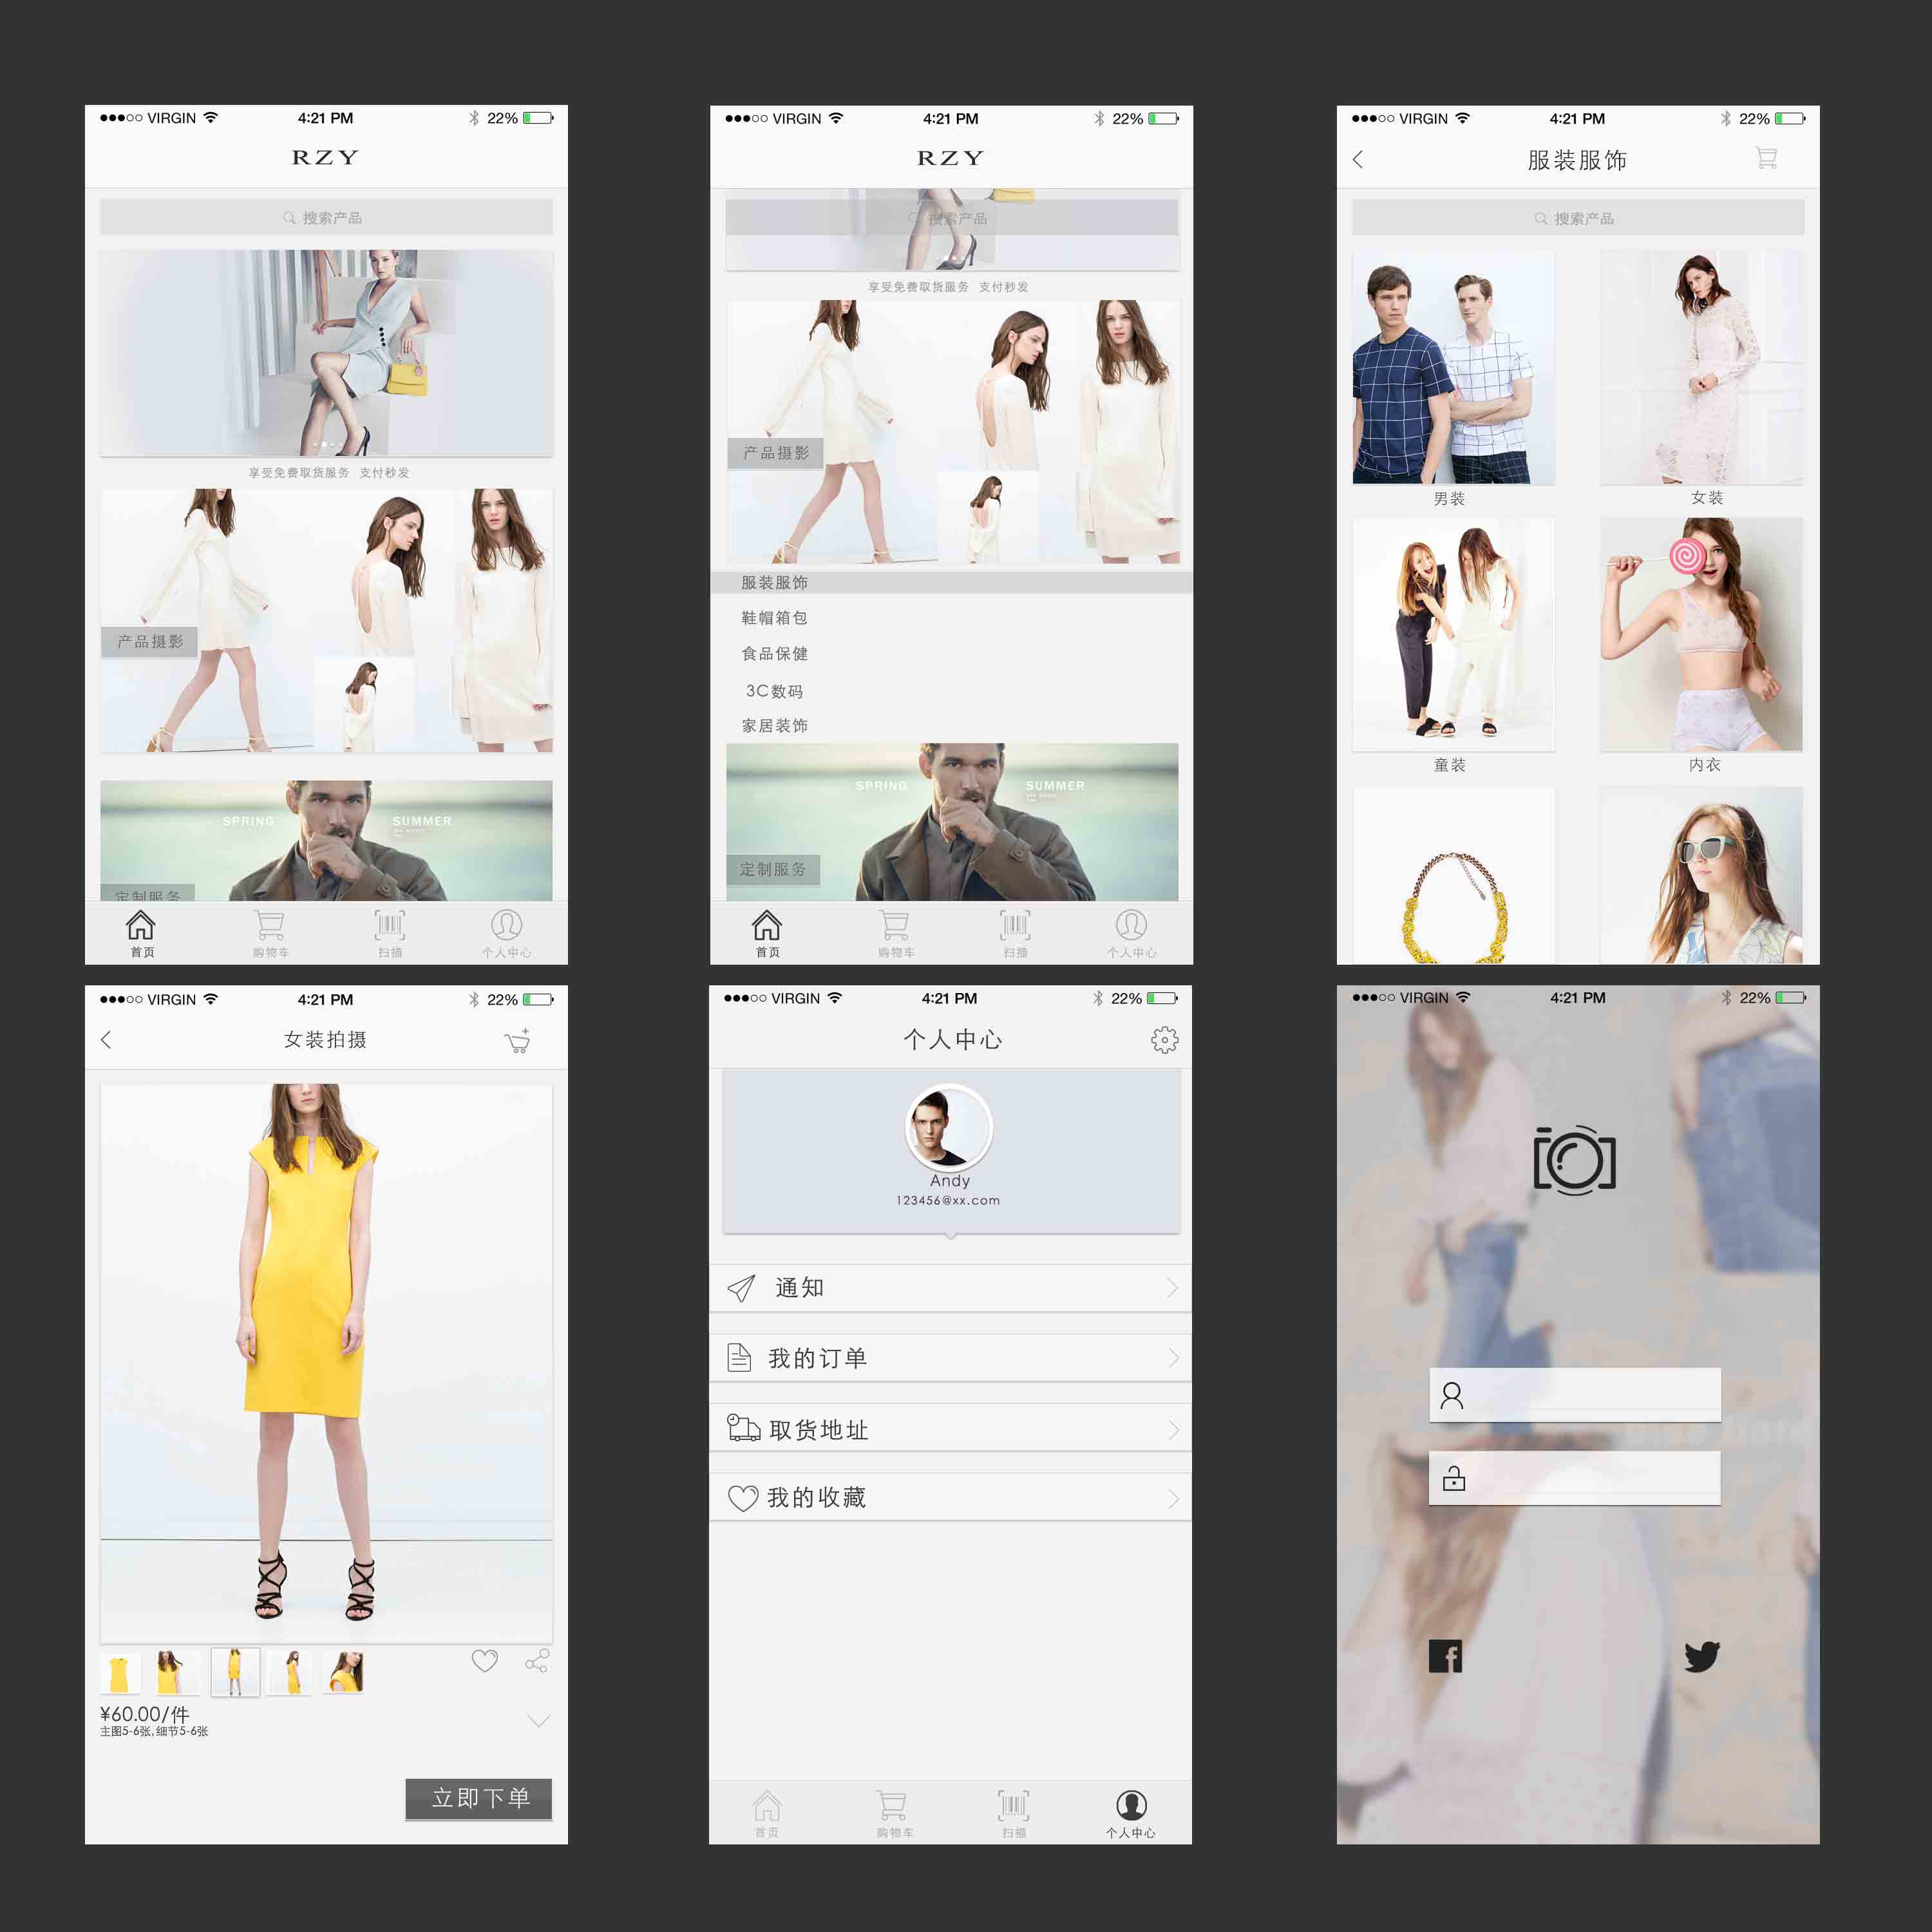 VIRGIN 4:21 PM 22%
RZY
搜索产品
享受免费取货服务 支付秒发
产品摄影
SPRING SUMMER
定制服务
首页 购物车 扫描 个人中心
VIRGIN 4:21 PM 22%
RZY
搜索产品
享受免费取货服务 支付秒发
产品摄影
服装服饰
鞋帽箱包
食品保健
3C数码
家居装饰
SPRING SUMMER
定制服务
首页 购物车 扫描 个人中心
VIRGIN 4:21 PM 22%
服装服饰
搜索产品
男装 女装
童装 内衣
VIRGIN 4:21 PM 22%
女装拍摄
¥60.00/件
主图5-6张,细节5-6张
立即下单
VIRGIN 4:21 PM 22%
个人中心
Andy
123456@xx.com
通知
我的订单
取货地址
我的收藏
首页 购物车 扫描 个人中心
VIRGIN 4:21 PM 22%